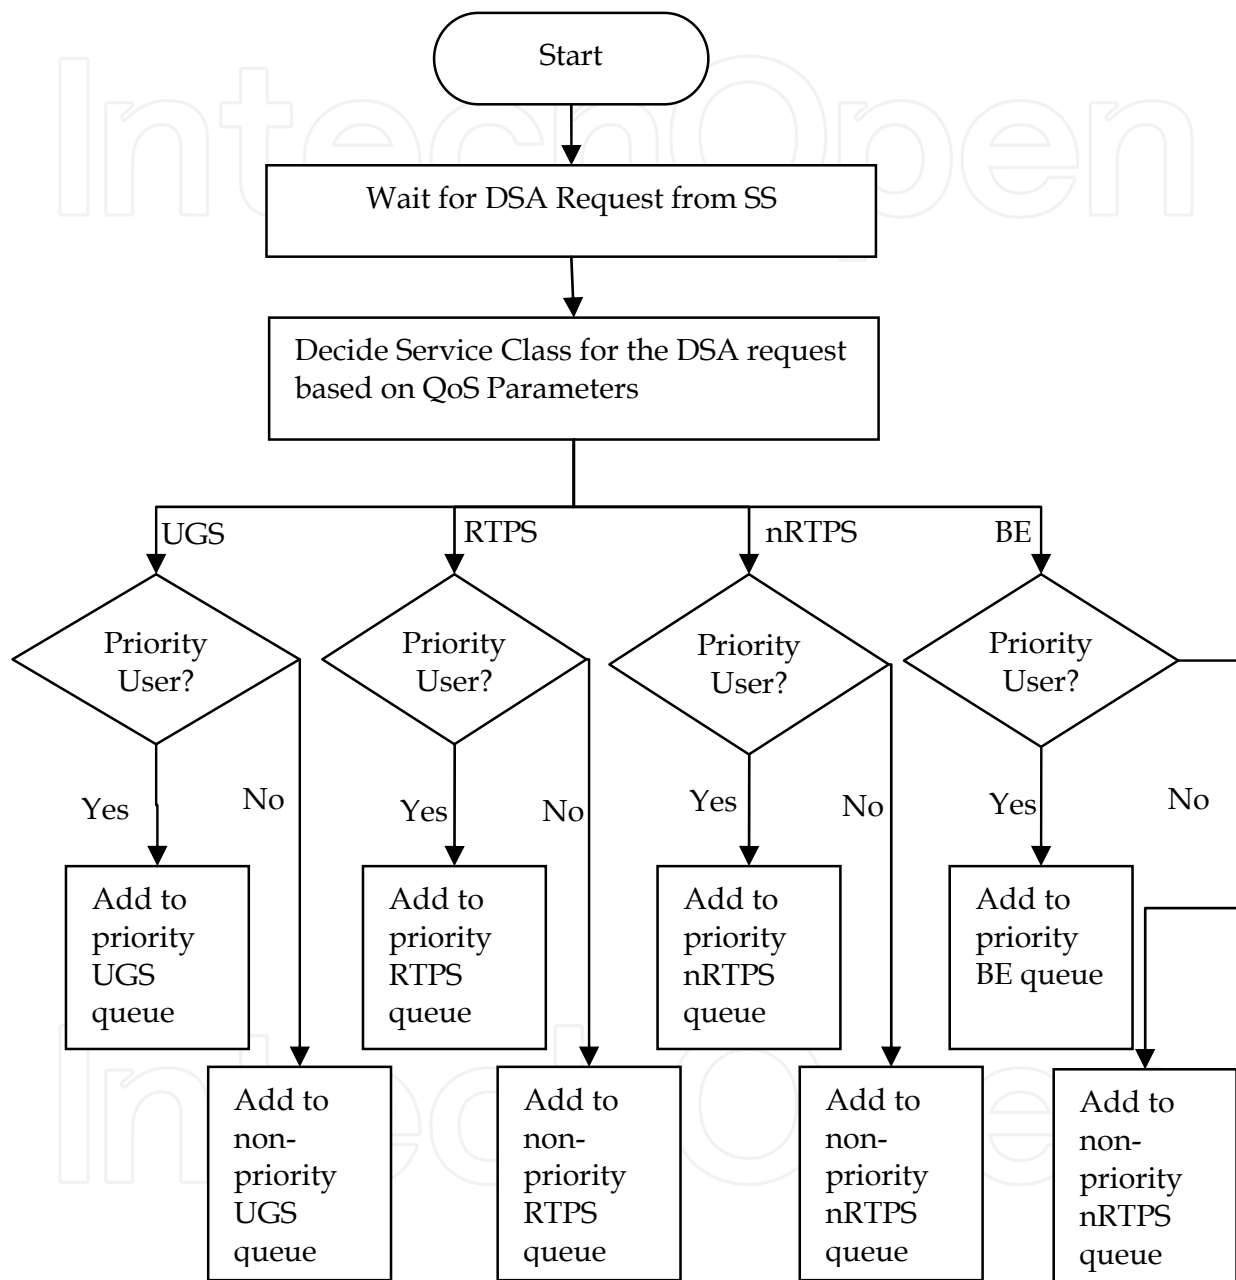 IntechOpen
Start
Wait for DSA Request from SS
Decide Service Class for the DSA request
based on QoS Parameters
UGS
RTPS
nRTPS
BE
Priority
User?
Priority
User?
Priority
User?
Priority
User?
Yes
No
Yes
No
Yes
No
Yes
No
Add to
priority
UGS
queue
Add to
priority
RTPS
queue
Add to
priority
nRTPS
queue
Add to
priority
BE queue
IntechOpen
Add to
non-
priority
UGS
queue
Add to
non-
priority
RTPS
queue
Add to
non-
priority
nRTPS
queue
Add to
non-
priority
nRTPS
queue